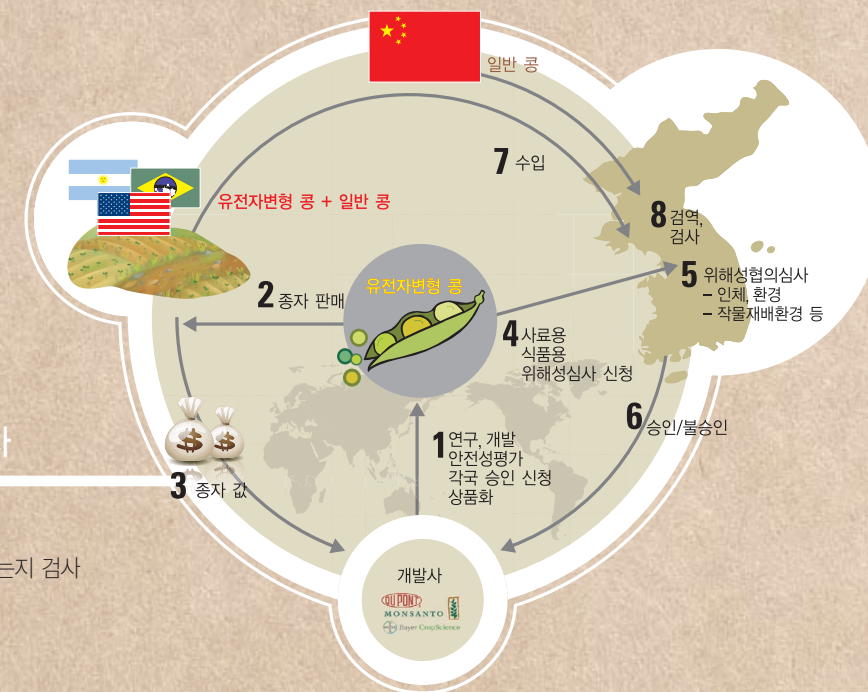 일반 콩
7 수입
유전자변형 콩 + 일반 콩
8 검역,
검사
5 위해성협의심사
– 인체, 환경
– 작물재배환경 등
2 종자 판매
유전자변형 콩
4 사료용
식품용
위해성심사 신청
6 승인/불승인
1 연구, 개발
안전성평가
각국 승인 신청
상품화
3 종자 값
는지 검사
개발사
DUPONT
MONSANTO
Bayer CropScience